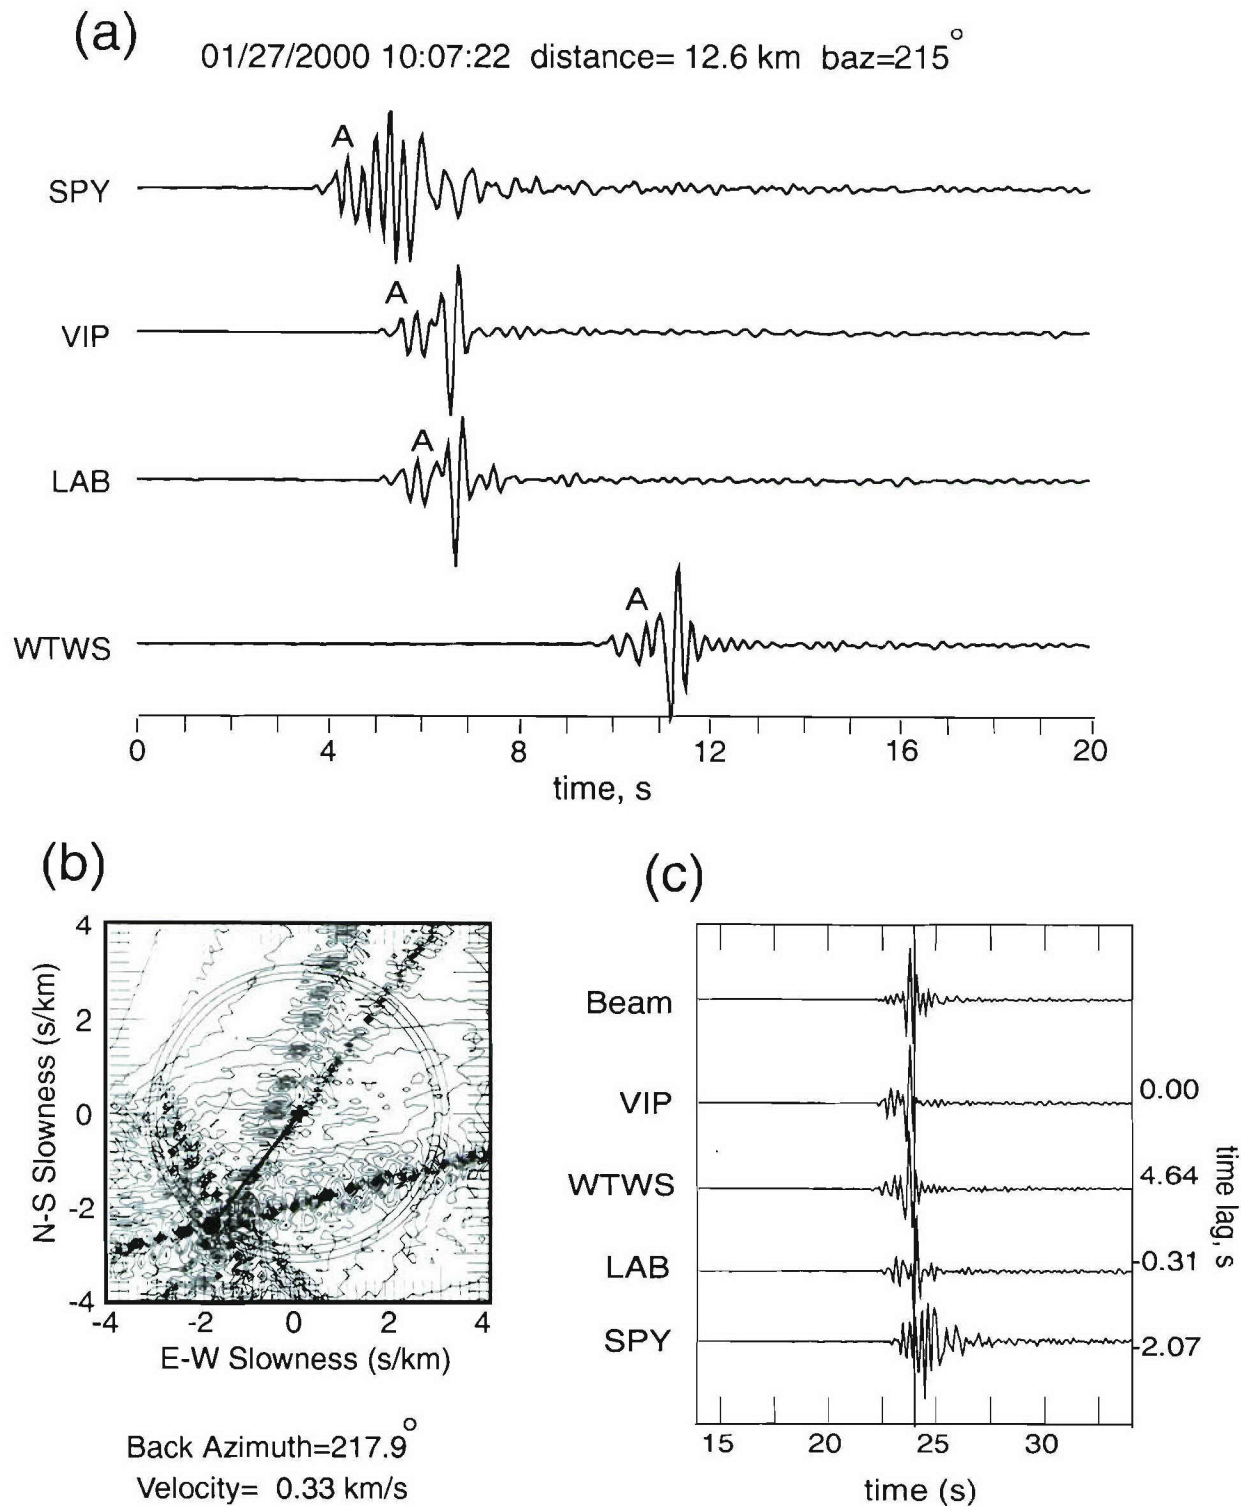 (a)
01/27/2000 10:07:22 distance= 12.6 km baz=215°
A
SPY
A
VIP
A
LAB
A
WTWS
0 4 8 12 16 20
time, s
(b)
4
2
0
-2
-4
N-S Slowness (s/km)
-4 -2 0 2 4
E-W Slowness (s/km)
Back Azimuth=217.9°
Velocity= 0.33 km/s
(c)
Beam
VIP 0.00
WTWS 4.64
LAB -0.31
SPY -2.07
time lag, s
15 20 25 30
time (s)